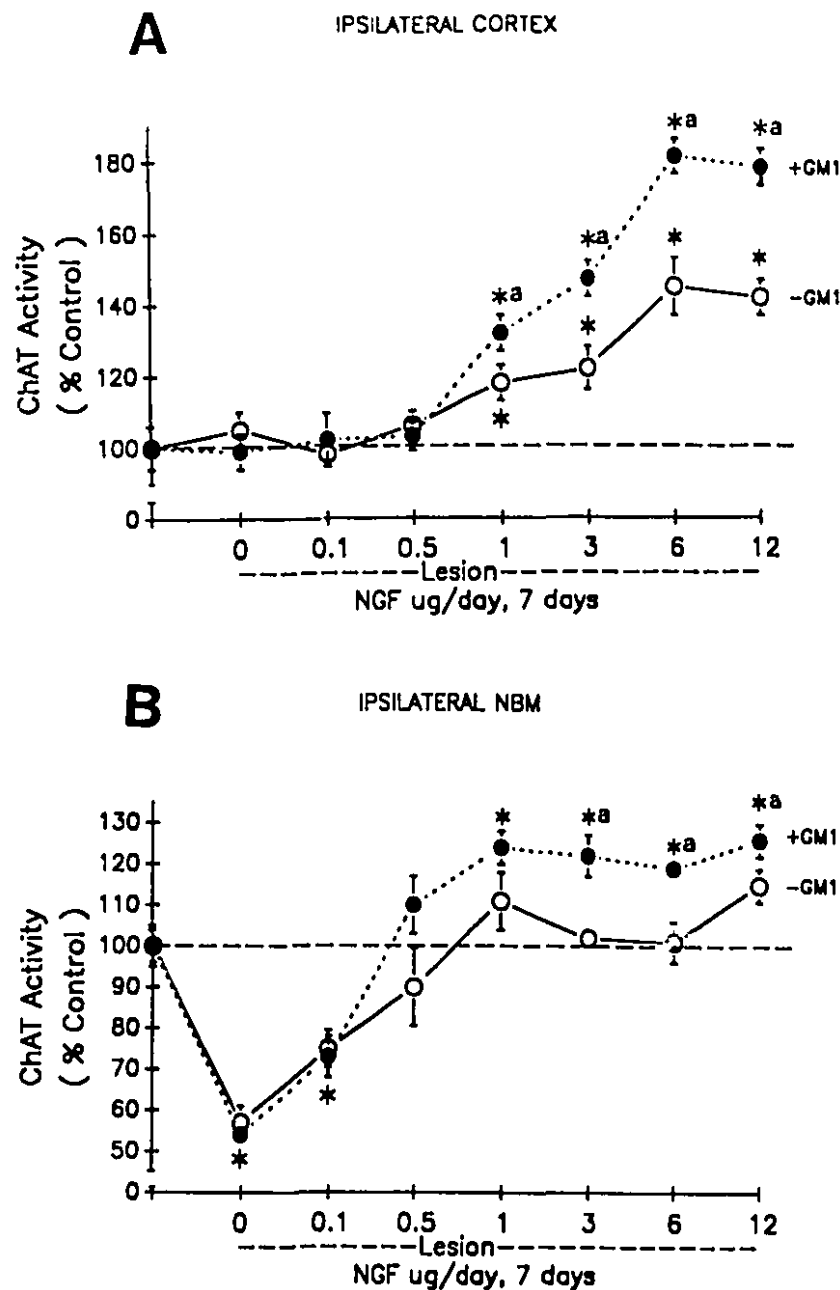 A
IPSILATERAL CORTEX
ChAT Activity
( % Control )
180
160
140
120
100
0
*a
*a
*a
*a
*
*
*
*
+GM1
-GM1
0 0.1 0.5 1 3 6 12
Lesion
NGF ug/day, 7 days
B
IPSILATERAL NBM
ChAT Activity
( % Control )
130
120
110
100
90
80
70
60
50
0
*
*a
*a
*a
*
*
+GM1
-GM1
0 0.1 0.5 1 3 6 12
Lesion
NGF ug/day, 7 days